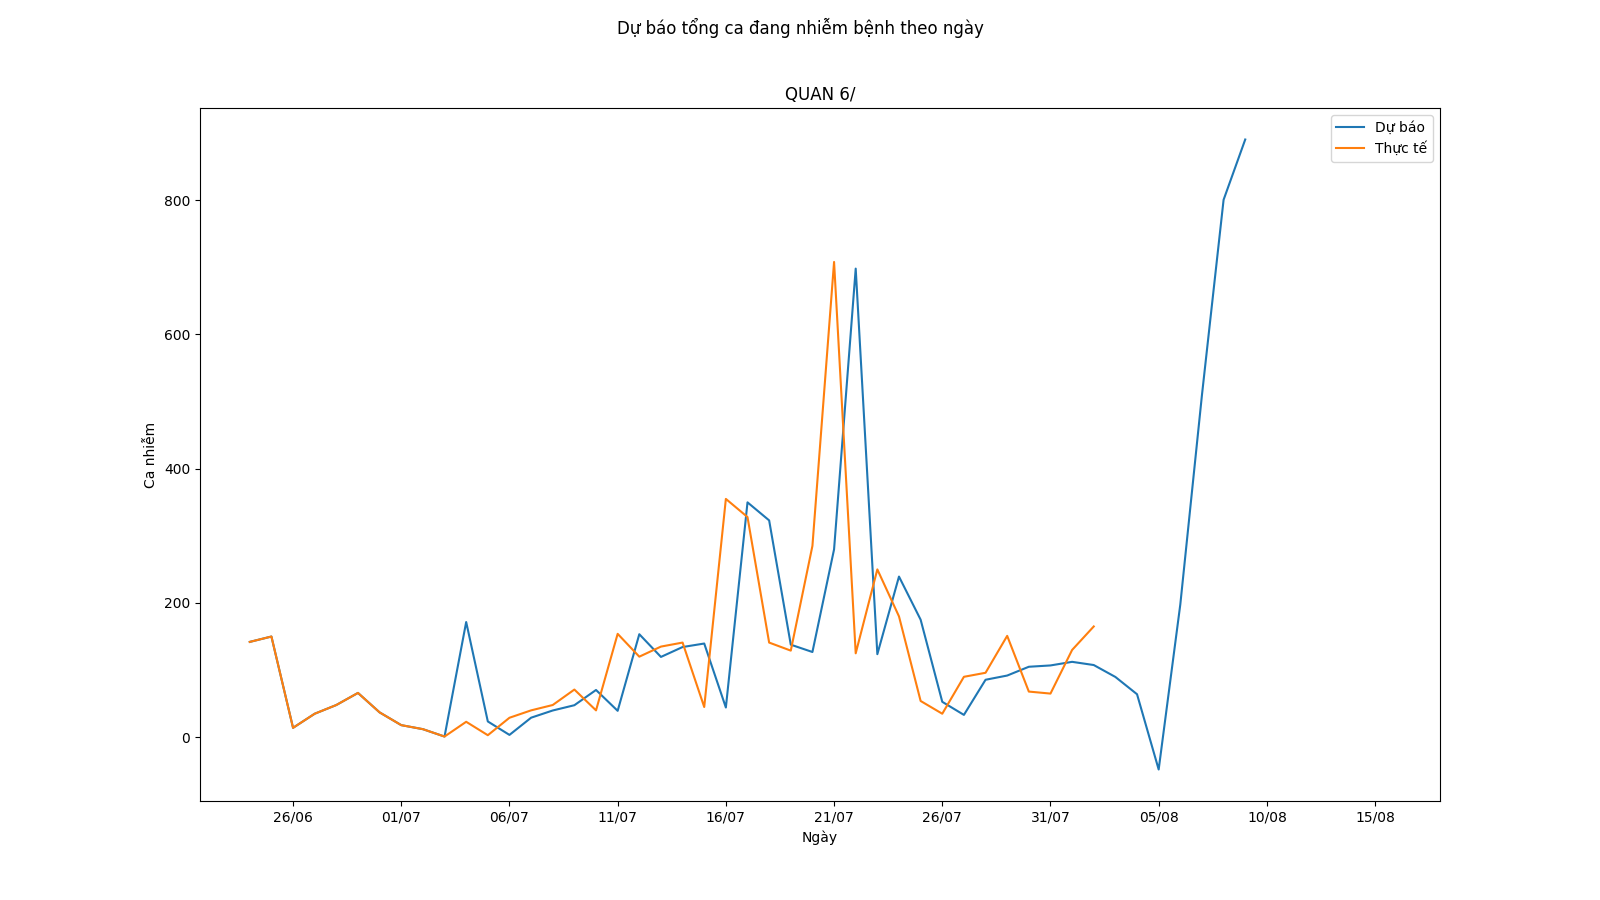 Dự báo tổng ca đang nhiễm bệnh theo ngày
QUAN 6/
Dự báo
Thực tế
Ca nhiễm
800
600
400
200
0
26/06 01/07 06/07 11/07 16/07 21/07 26/07 31/07 05/08 10/08 15/08
Ngày